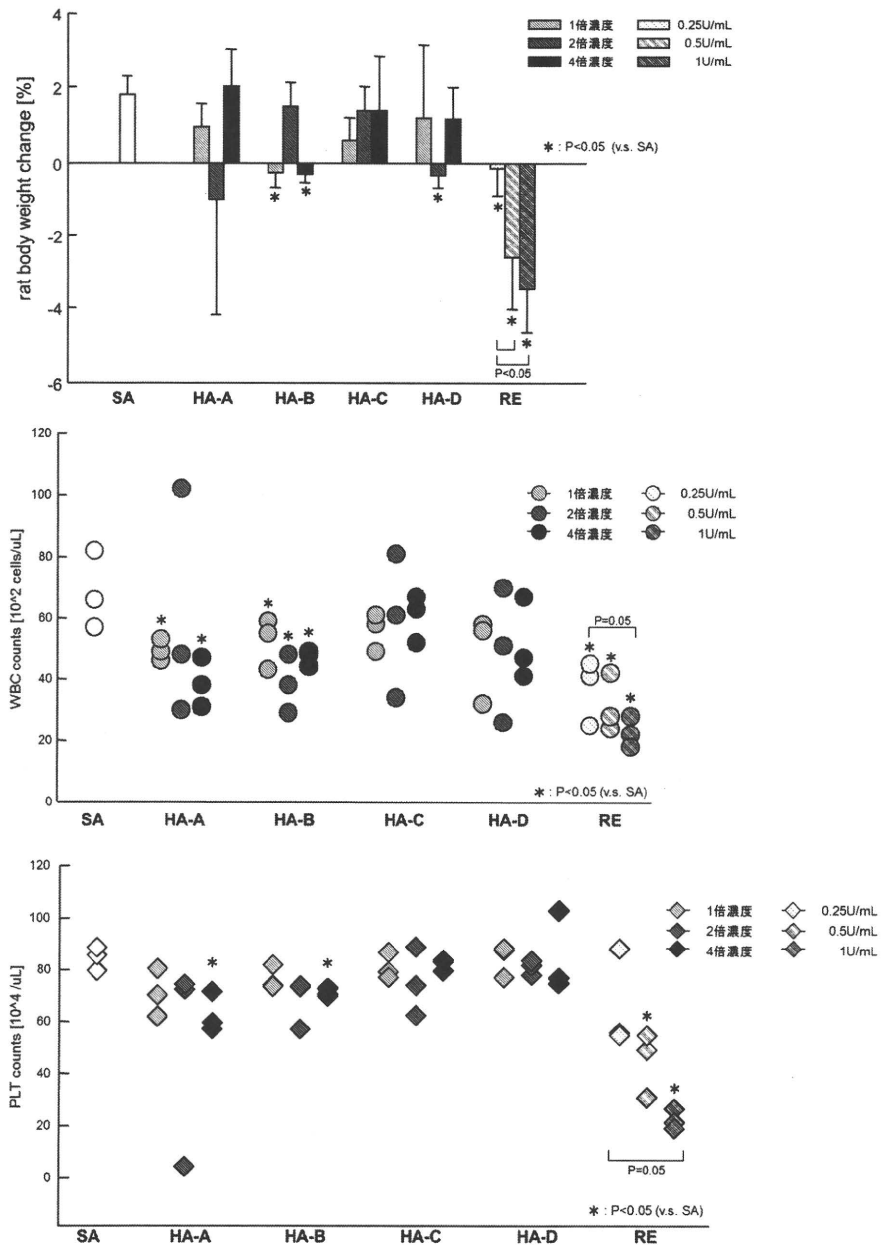 4
2
0
-2
-4
-6
rat body weight change [%]
1倍濃度 0.25U/mL
2倍濃度 0.5U/mL
4倍濃度 1U/mL
* : P<0.05 (v.s. SA)
* * * * * *
P<0.05
SA HA-A HA-B HA-C HA-D RE
120
100
80
60
40
20
0
WBC counts [10^2 cells/uL]
1倍濃度 0.25U/mL
2倍濃度 0.5U/mL
4倍濃度 1U/mL
P=0.05
* * * * * * * *
* : P<0.05 (v.s. SA)
SA HA-A HA-B HA-C HA-D RE
120
100
80
60
40
20
0
PLT counts [10^4 /uL]
1倍濃度 0.25U/mL
2倍濃度 0.5U/mL
4倍濃度 1U/mL
* * * *
P=0.05
* : P<0.05 (v.s. SA)
SA HA-A HA-B HA-C HA-D RE